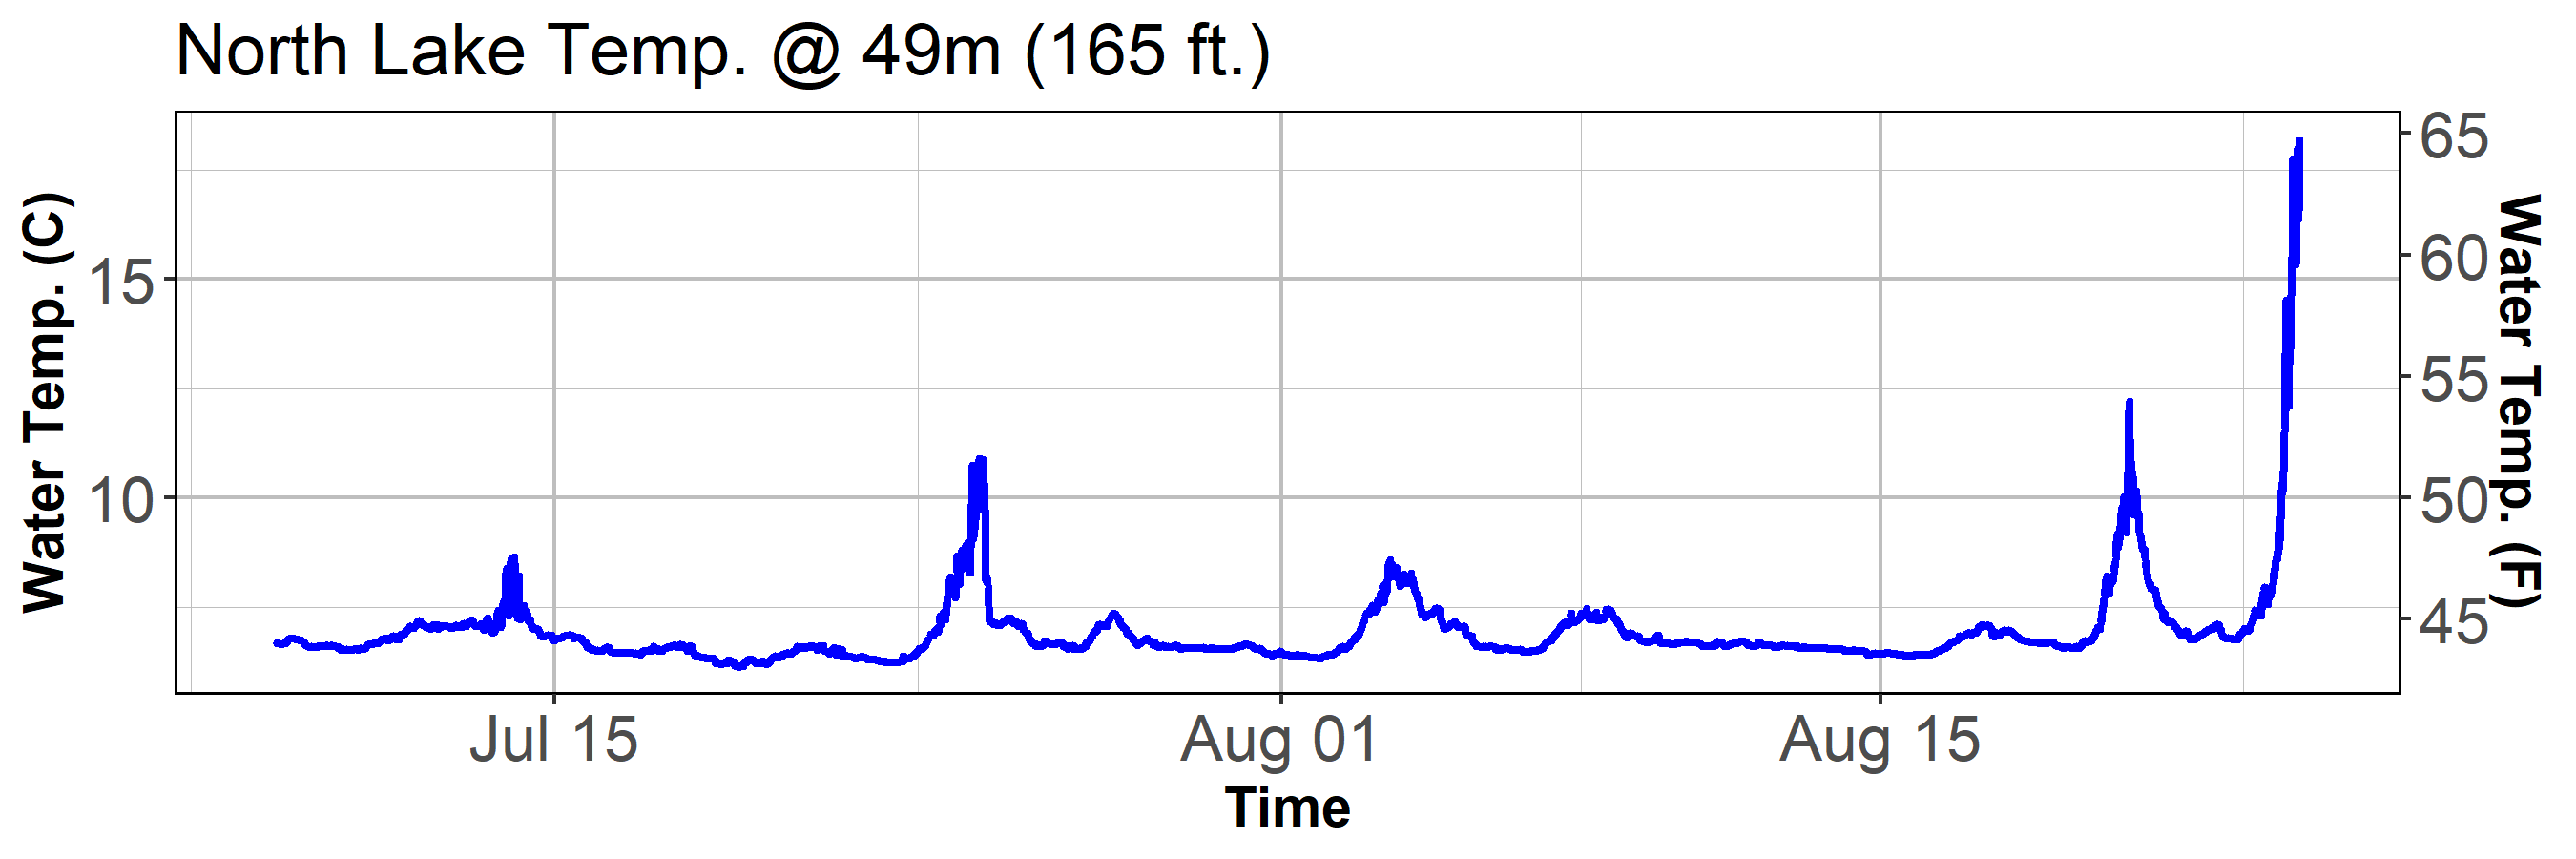 North Lake Temp. @ 49m (165 ft.)
Water Temp. (C)
15
10
65
60
55
50
45
Water Temp. (F)
Jul 15
Aug 01
Aug 15
Time